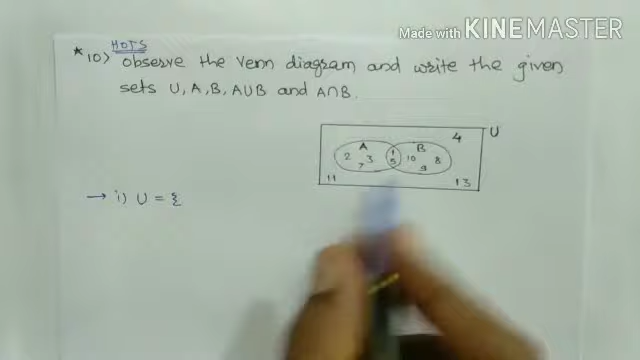 Made with KINEMASTER
HOTS
*10) observe the Venn diagram and write the given
sets U, A, B, A∪B and A∩B.
U
4
A B
2 3 7 1 5 10 8 9
11 13
→ i) U = {